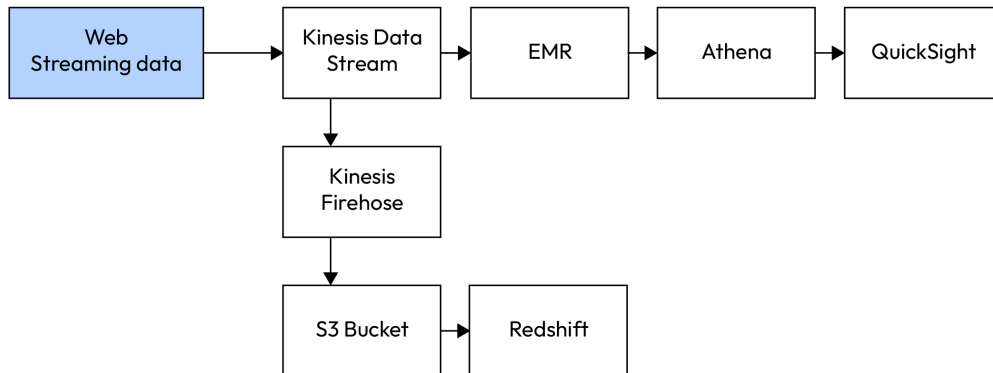 Web
Streaming data
Kinesis Data
Stream
EMR
Athena
QuickSight
Kinesis
Firehose
S3 Bucket
Redshift